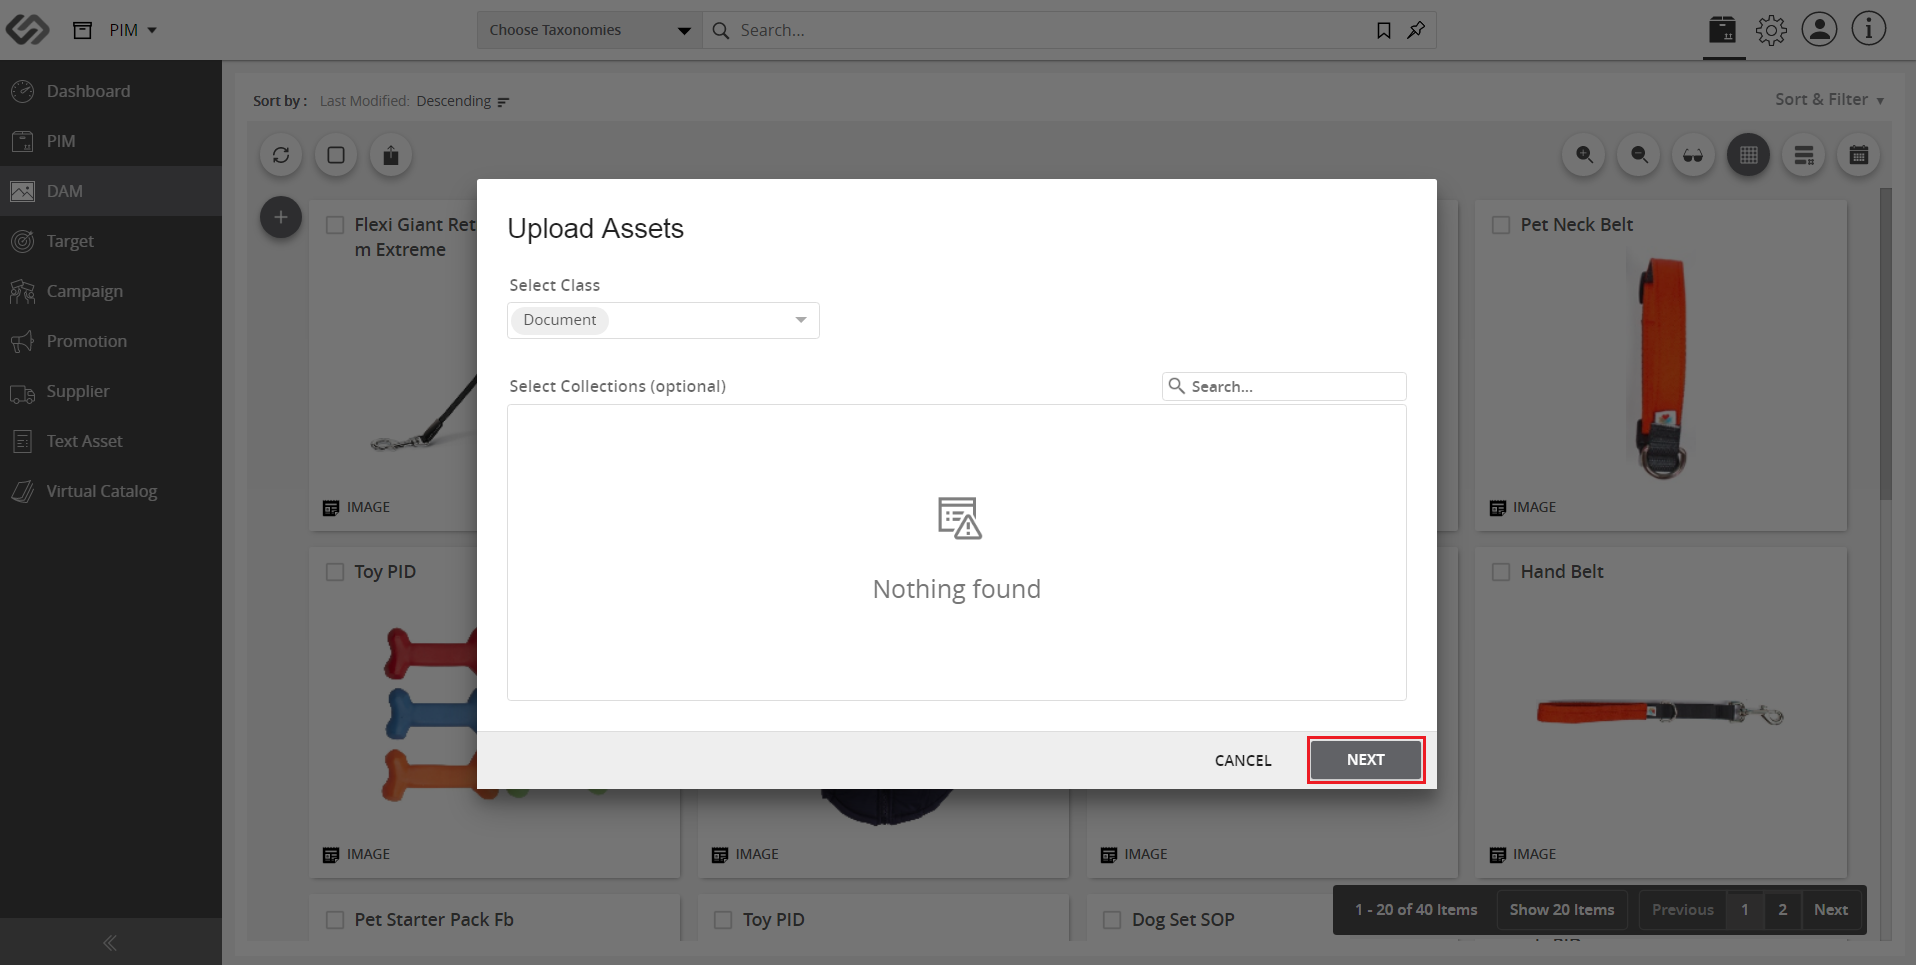 PIM
Choose Taxonomies
Search...
Dashboard
PIM
DAM
Target
Campaign
Promotion
Supplier
Text Asset
Virtual Catalog
Sort by : Last Modified: Descending
Sort & Filter
Flexi Giant Ret
m Extreme
IMAGE
Pet Neck Belt
IMAGE
Upload Assets
Select Class
Document
Select Collections (optional)
Search...
Nothing found
CANCEL
NEXT
Toy PID
IMAGE
IMAGE
IMAGE
Hand Belt
IMAGE
Pet Starter Pack Fb
Toy PID
Dog Set SOP
1 - 20 of 40 Items
Show 20 Items
Previous
1
2
Next